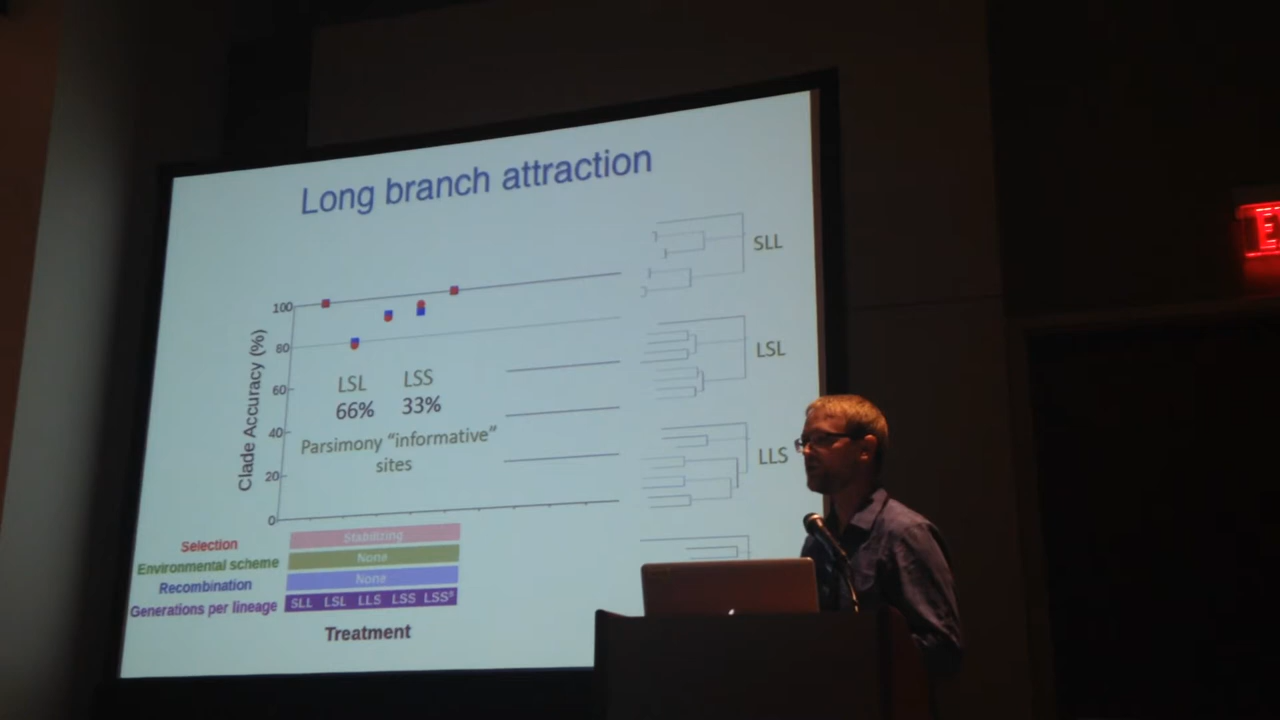 Long branch attraction
SLL
100
80
60
40
20
0
Clade Accuracy (%)
LSL LSS
66% 33%
Parsimony “informative”
sites
LSL
LLS
Selection Stabilizing
Environmental scheme None
Recombination None
Generations per lineage SLL LSL LLS LSS LSS
Treatment